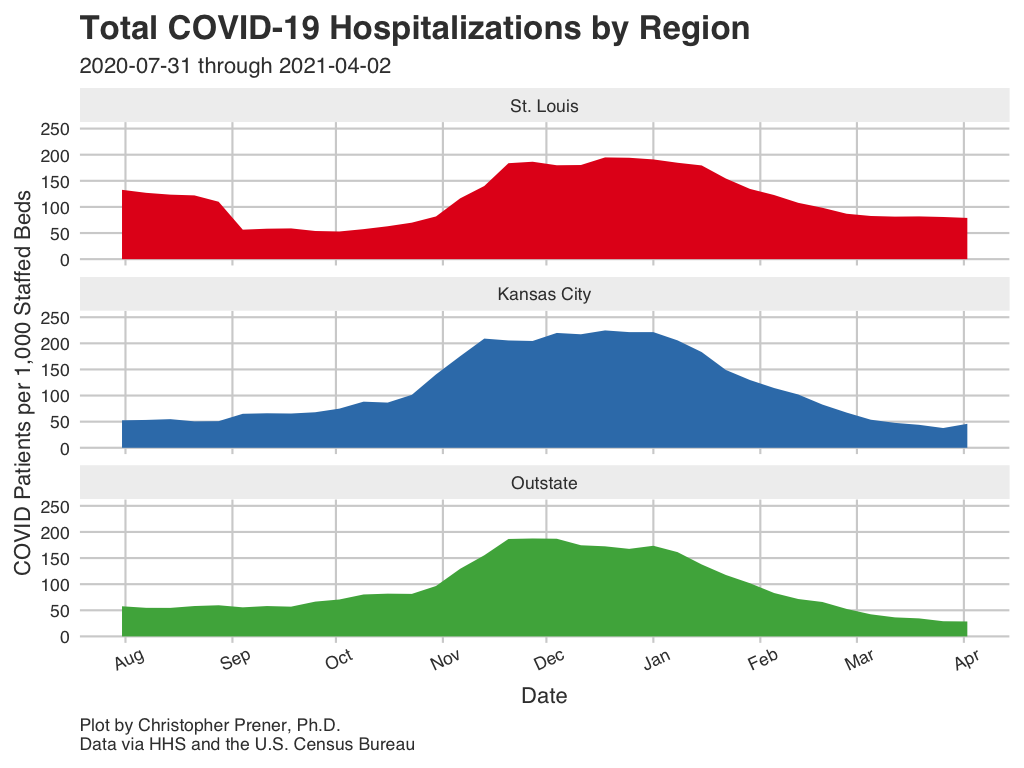 Total COVID-19 Hospitalizations by Region
2020-07-31 through 2021-04-02
COVID Patients per 1,000 Staffed Beds
St. Louis
250
200
150
100
50
0
Kansas City
250
200
150
100
50
0
Outstate
250
200
150
100
50
0
Aug Sep Oct Nov Dec Jan Feb Mar Apr
Date
Plot by Christopher Prener, Ph.D.
Data via HHS and the U.S. Census Bureau